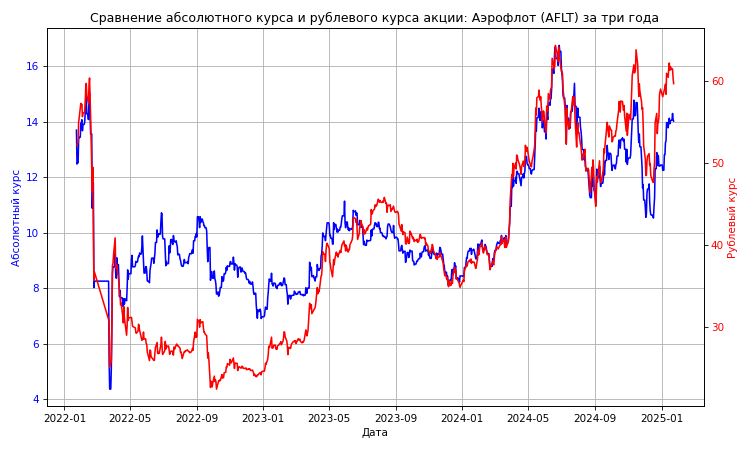 Сравнение абсолютного курса и рублевого курса акции: Аэрофлот (AFLT) за три года
16
14
12
10
8
6
4
Абсолютный курс
60
50
40
30
Рублевый курс
2022-01 2022-05 2022-09 2023-01 2023-05 2023-09 2024-01 2024-05 2024-09 2025-01
Дата